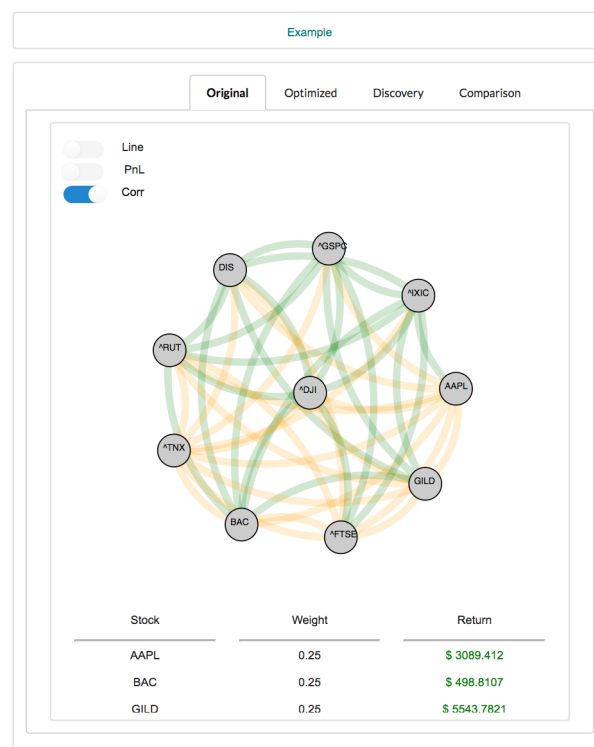 Example
Original Optimized Discovery Comparison
Line
PnL
Corr
^GSPC
DIS
^IXIC
^RUT
^DJI
AAPL
^TNX
GILD
BAC
^FTSE
Stock Weight Return
AAPL 0.25 $ 3089.412
BAC 0.25 $ 498.8107
GILD 0.25 $ 5543.7821